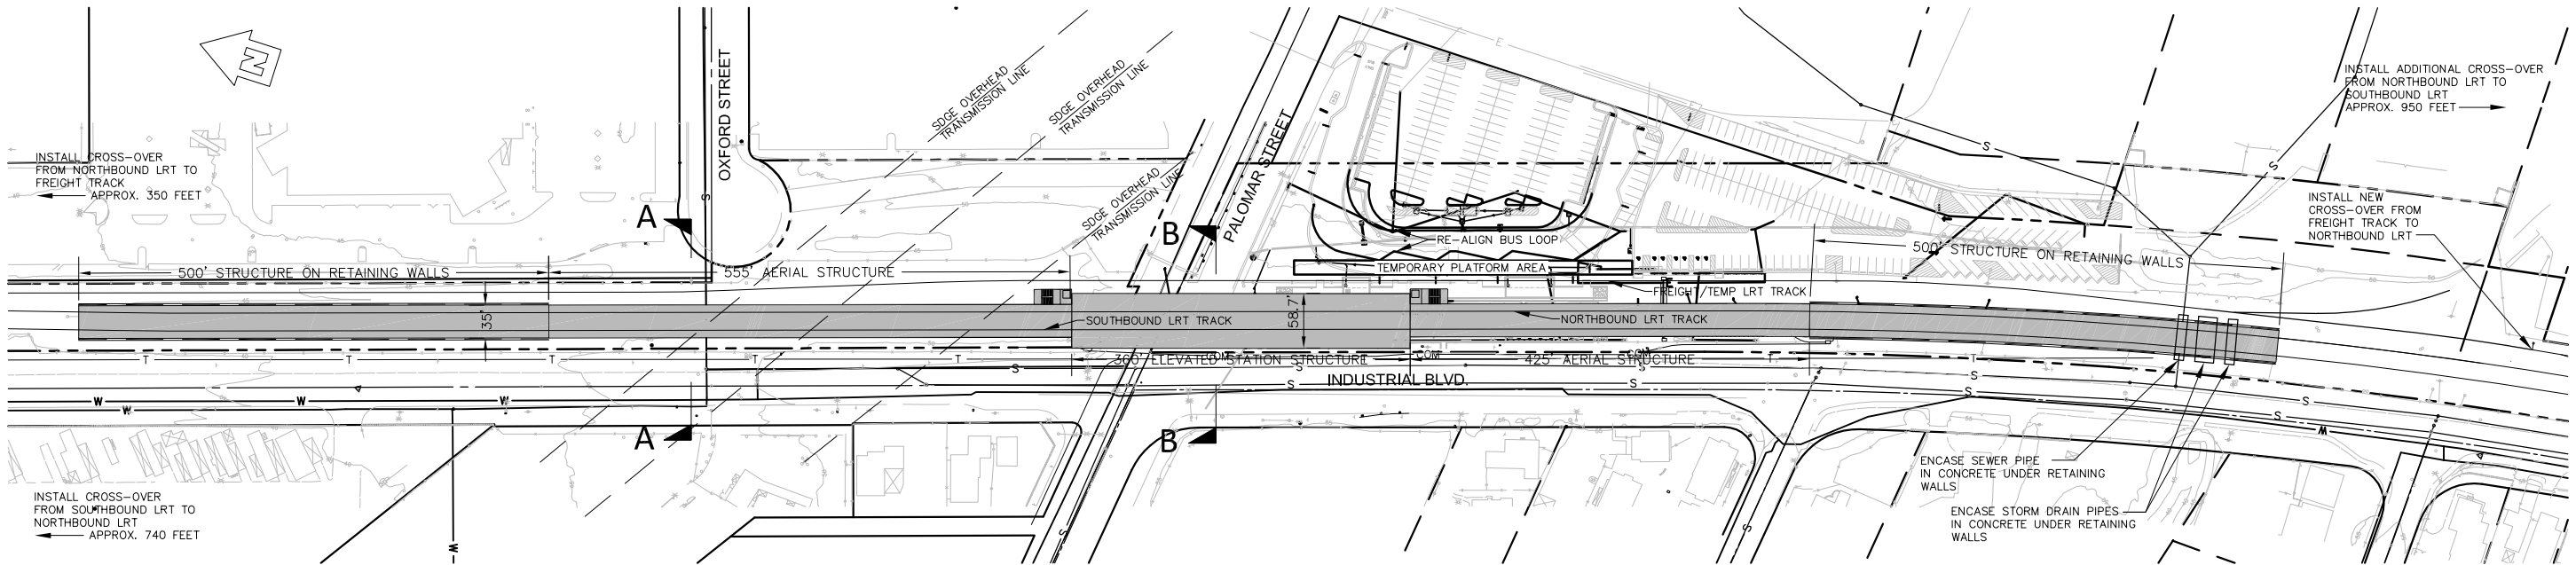 N
INSTALL CROSS-OVER
FROM NORTHBOUND LRT TO
FREIGHT TRACK
APPROX. 350 FEET
OXFORD STREET
SDGE OVERHEAD
TRANSMISSION LINE
SDGE OVERHEAD
TRANSMISSION LINE
SDGE OVERHEAD
TRANSMISSION LINE
PALOMAR STREET
E
INSTALL ADDITIONAL CROSS-OVER
FROM NORTHBOUND LRT TO
SOUTHBOUND LRT
APPROX. 950 FEET
INSTALL NEW
CROSS-OVER FROM
FREIGHT TRACK TO
NORTHBOUND LRT
A
B
S
S
S
S
RE-ALIGN BUS LOOP
500' STRUCTURE ON RETAINING WALLS
555' AERIAL STRUCTURE
TEMPORARY PLATFORM AREA
500' STRUCTURE ON RETAINING WALLS
FREIGHT/TEMP LRT TRACK
35'
SOUTHBOUND LRT TRACK
58.7'
NORTHBOUND LRT TRACK
T T T T T T T T
COM COM
300' ELEVATED STATION STRUCTURE
425' AERIAL STRUCTURE
S S S S
INDUSTRIAL BLVD.
S S S S S
W W W
W W
A
B
ENCASE SEWER PIPE
IN CONCRETE UNDER RETAINING
WALLS
ENCASE STORM DRAIN PIPES
IN CONCRETE UNDER RETAINING
WALLS
INSTALL CROSS-OVER
FROM SOUTHBOUND LRT TO
NORTHBOUND LRT
APPROX. 740 FEET
W
S
S